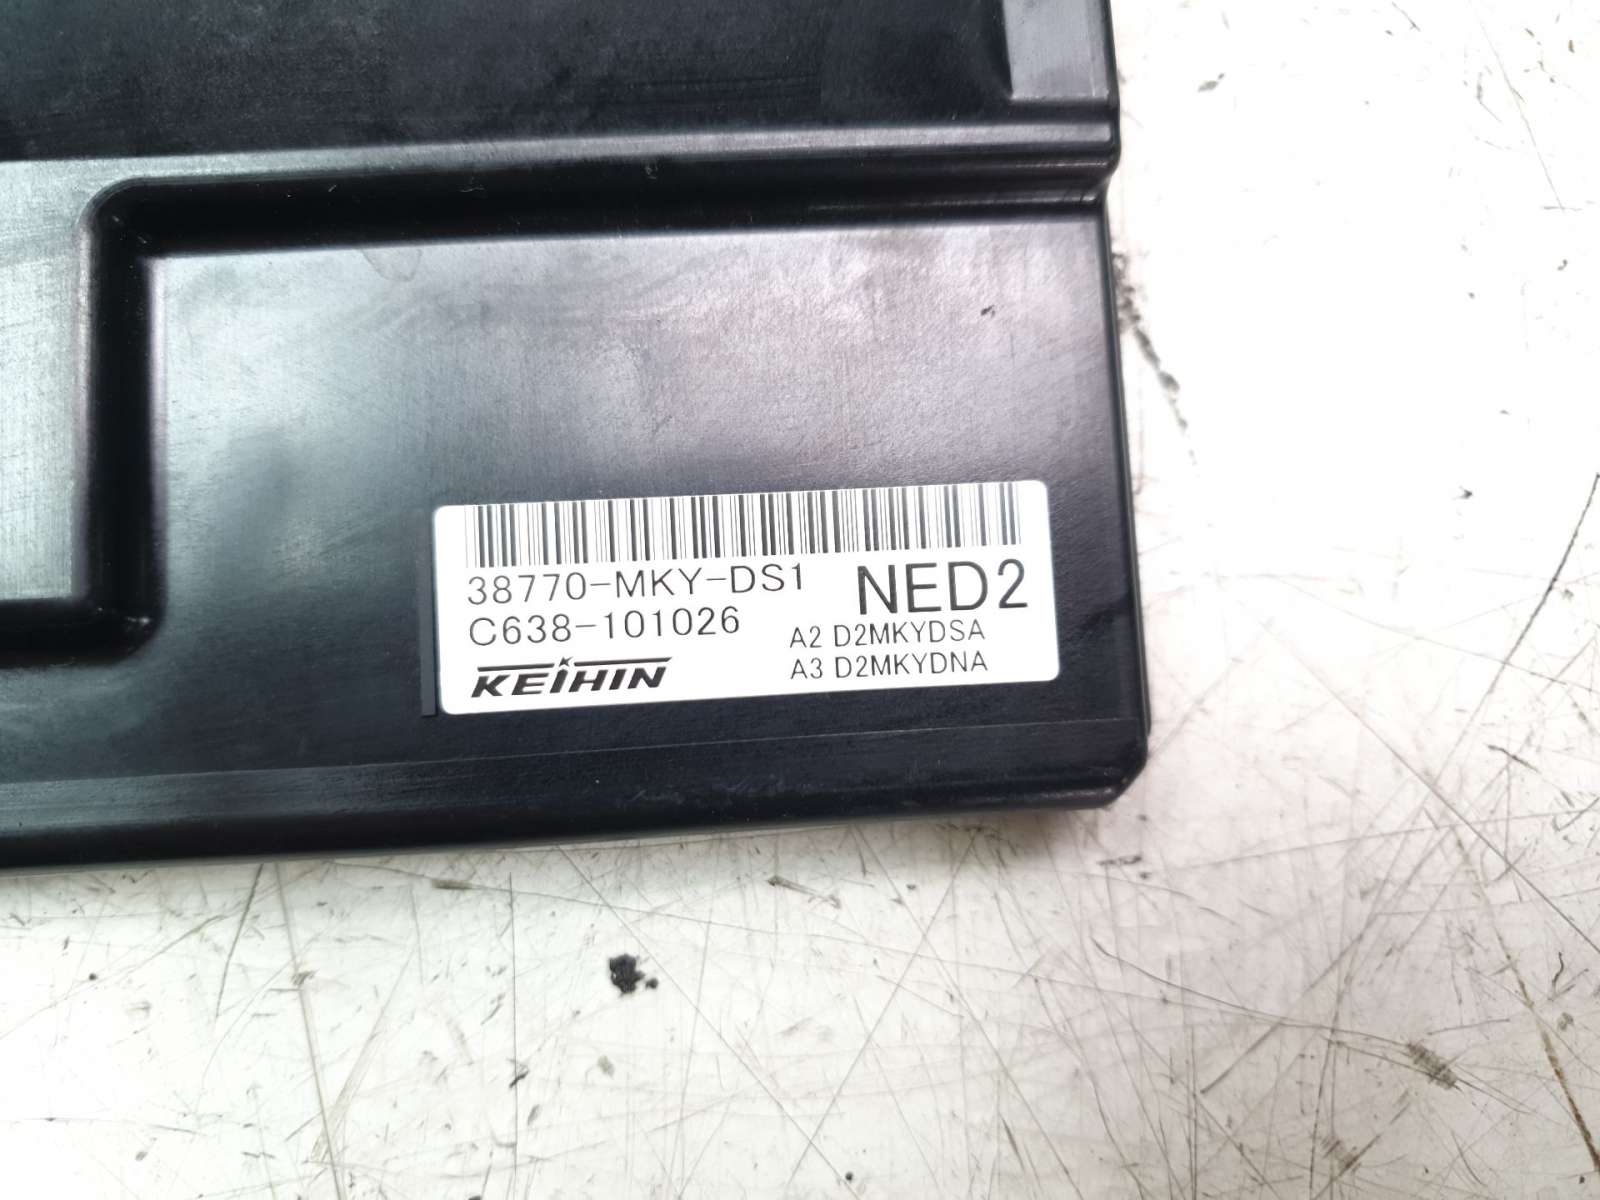 38770-MKY-DS1
NED2
C638-101026
A2 D2MKYDSA
KEIHIN
A3 D2MKYDNA